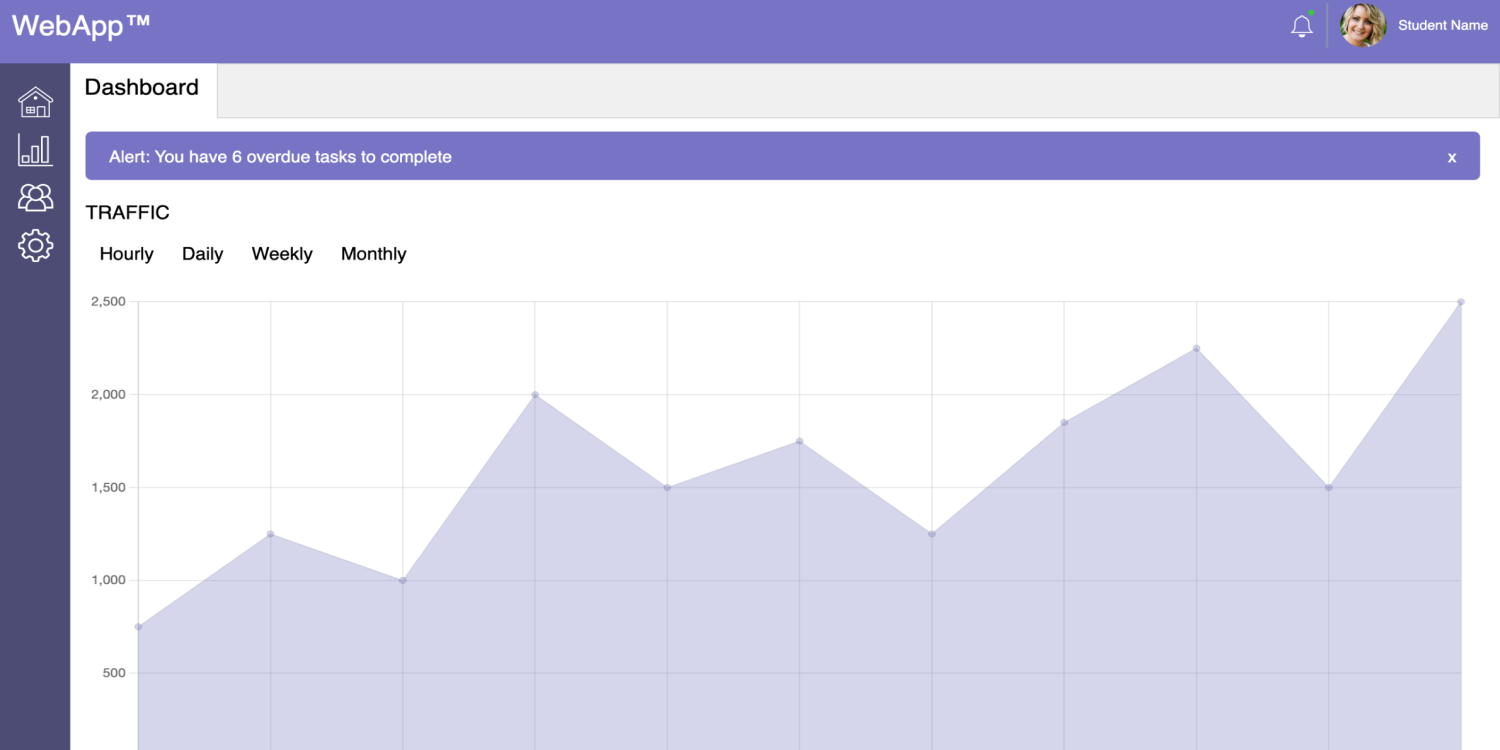 WebApp™
Student Name
Dashboard
Alert: You have 6 overdue tasks to complete x
TRAFFIC
Hourly Daily Weekly Monthly
2,500
2,000
1,500
1,000
500